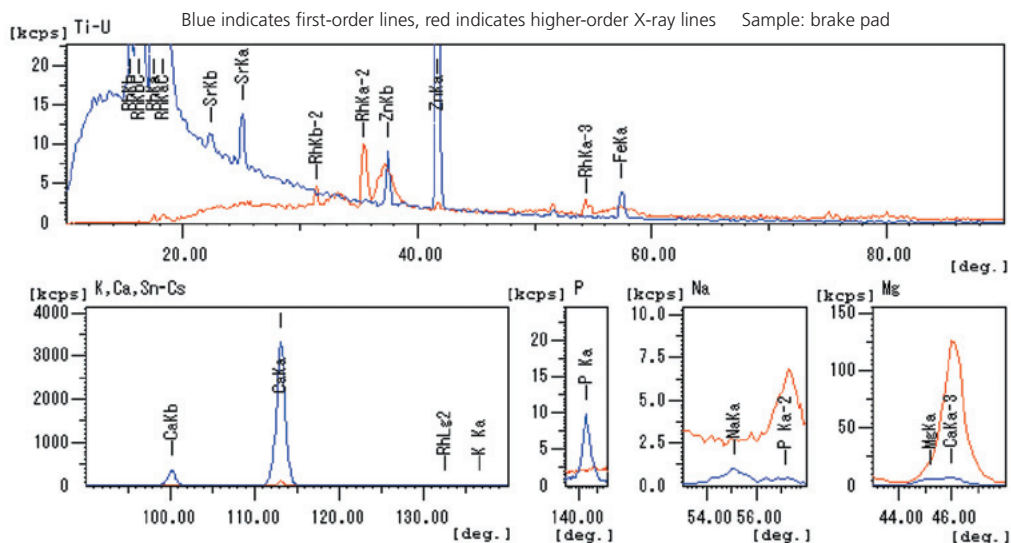 Blue indicates first-order lines, red indicates higher-order X-ray lines Sample: brake pad
[kcps] Ti-U
20
15
10
5
0
RhKb
RhKbC
RhKa
RhKaC
SrKb
SrKa
RhKb-2
RhKa-2
ZnKb
ZnKa
RhKa-3
FeKa
20.00 40.00 60.00 80.00
[deg.]
[kcps] K,Ca,Sn-Cs
4000
3000
2000
1000
0
CaKb
CaKa
RhLg2
K Ka
100.00 110.00 120.00 130.00
[deg.]
[kcps] P
20
15
10
5
0
P Ka
140.00
[deg.]
[kcps] Na
10.0
7.5
5.0
2.5
0.0
NaKa
P Ka-2
54.00 56.00
[deg.]
[kcps] Mg
150
100
50
0
MgKa
CaKa-3
44.00 46.00
[deg.]